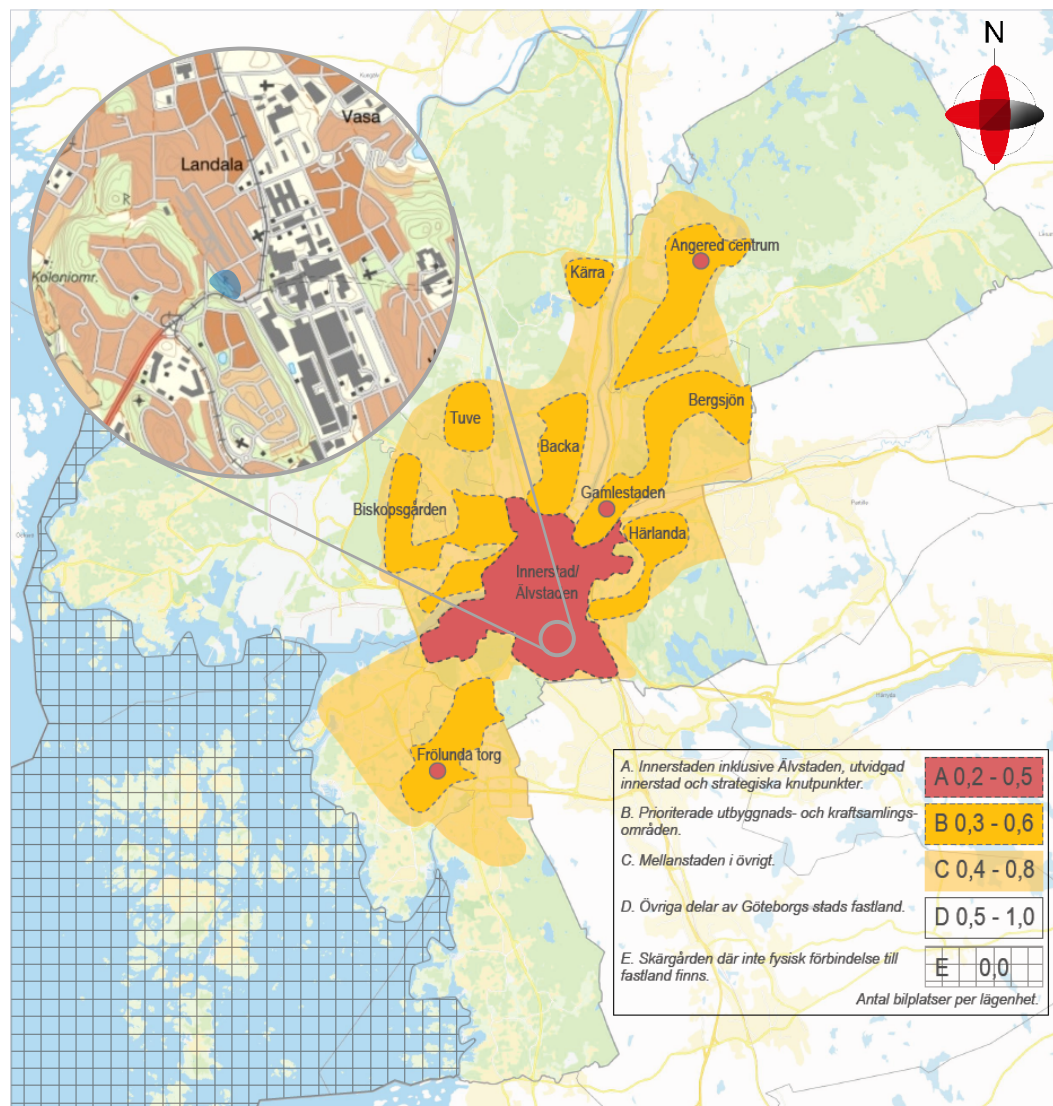 N
Vasa
Landala
R
Koloniomr.
Angered centrum
Kärra
Bergsjön
Tuve
Backa
Gamlestaden
Biskopsgården
Härlanda
Innerstad/
Älvstaden
Frölunda torg
A. Innerstaden inklusive Älvstaden, utvidgad
innerstad och strategiska knutpunkter.
A 0,2 - 0,5
B. Prioriterade utbyggnads- och kraftsamlings-
områden.
B 0,3 - 0,6
C. Mellanstaden i övrigt.
C 0,4 - 0,8
D. Övriga delar av Göteborgs stads fastland.
D 0,5 - 1,0
E. Skärgården där inte fysisk förbindelse till
fastland finns.
E 0,0
Antal bilplatser per lägenhet.